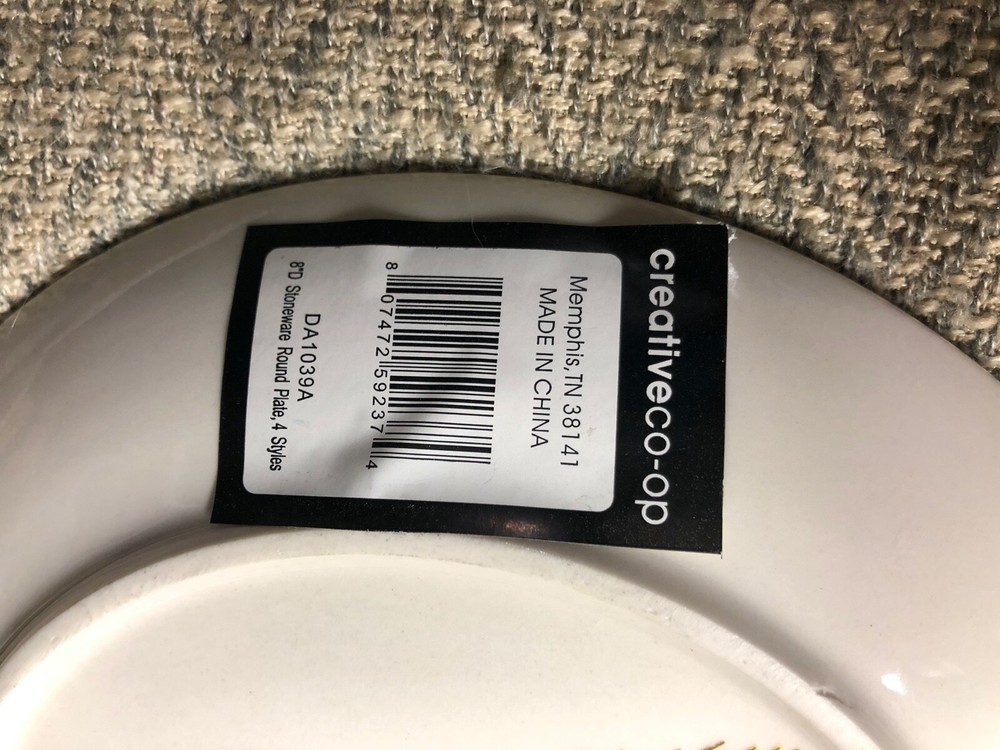 creativeco-op
Memphis, TN 38141
MADE IN CHINA
8 07472 59237 4
DA1039A
8"D Stoneware Round Plate, 4 Styles